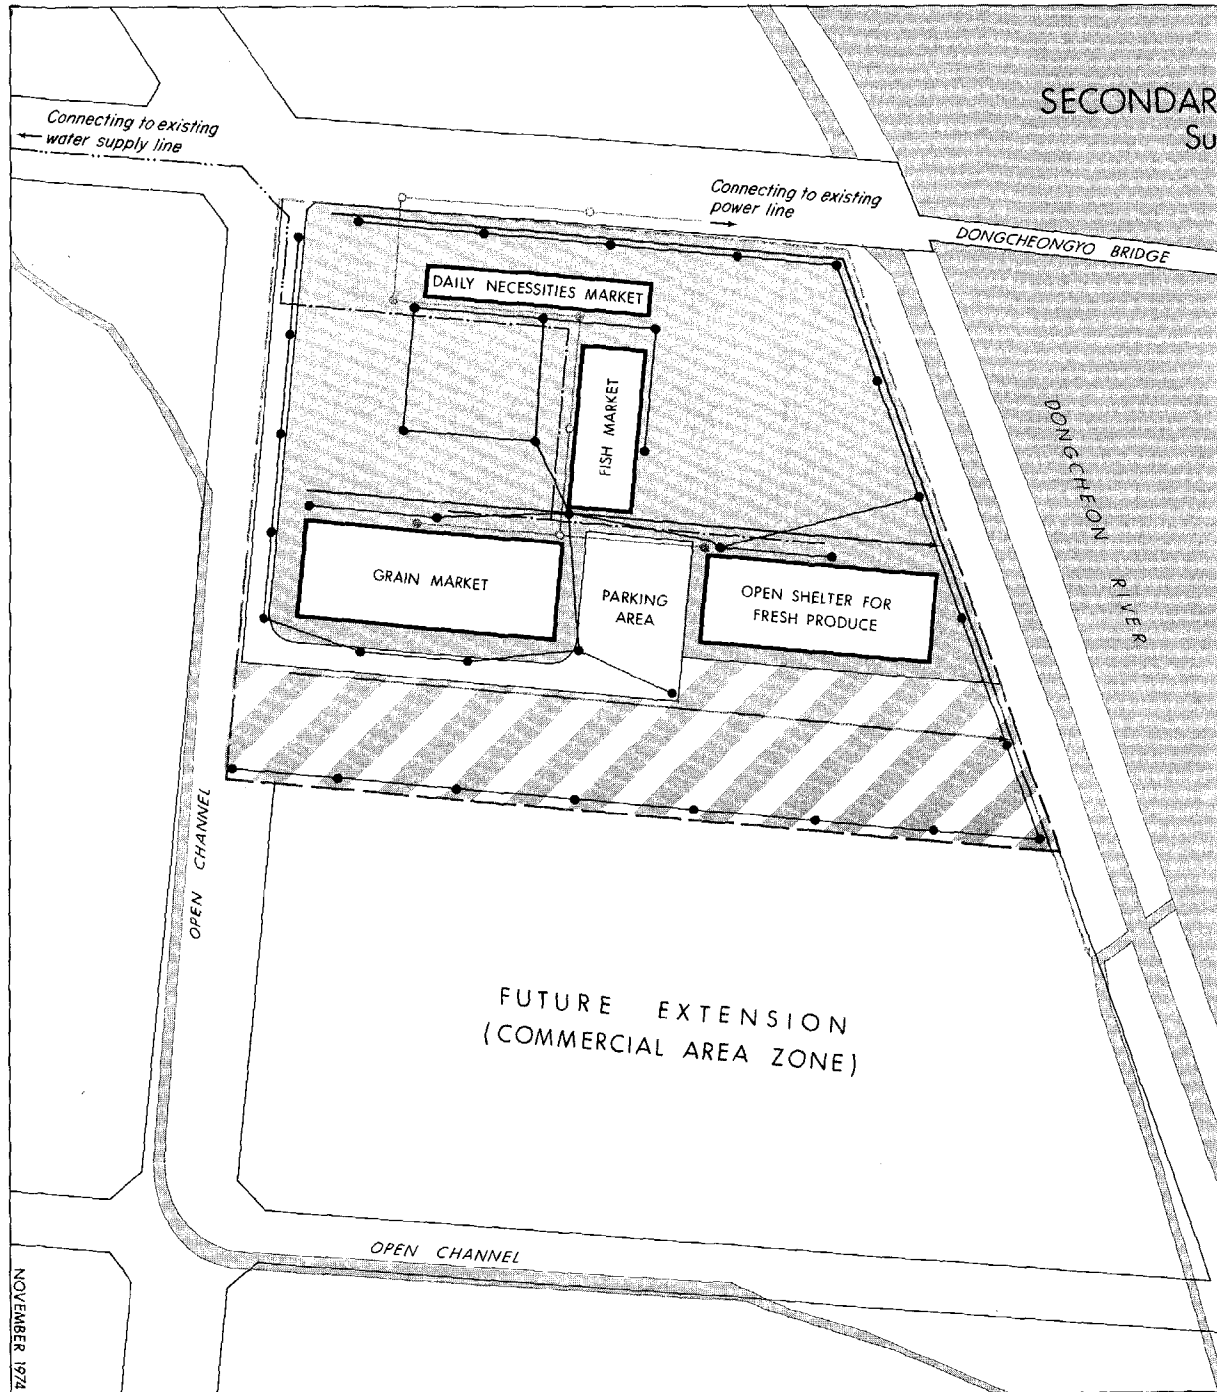 SECONDAR
Su
Connecting to existing
water supply line
Connecting to existing
power line
DONGCHEONGYO BRIDGE
DAILY NECESSITIES MARKET
FISH MARKET
DONGCHEON RIVER
GRAIN MARKET
PARKING
AREA
OPEN SHELTER FOR
FRESH PRODUCE
OPEN CHANNEL
FUTURE EXTENSION
(COMMERCIAL AREA ZONE)
OPEN CHANNEL
NOVEMBER 1974